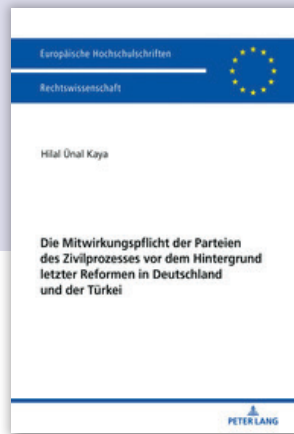 Europäische Hochschulschriften
Rechtswissenschaft
Hilal Ünal Kaya
Die Mitwirkungspflicht der Parteien
des Zivilprozesses vor dem Hintergrund
letzter Reformen in Deutschland
und der Türkei
PETER LANG